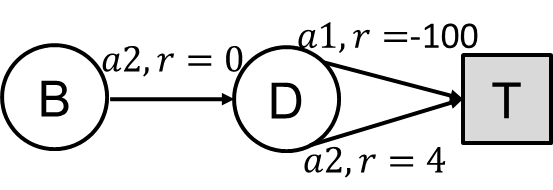 a1, r =-100
a2, r = 0
B
D
T
a2, r = 4